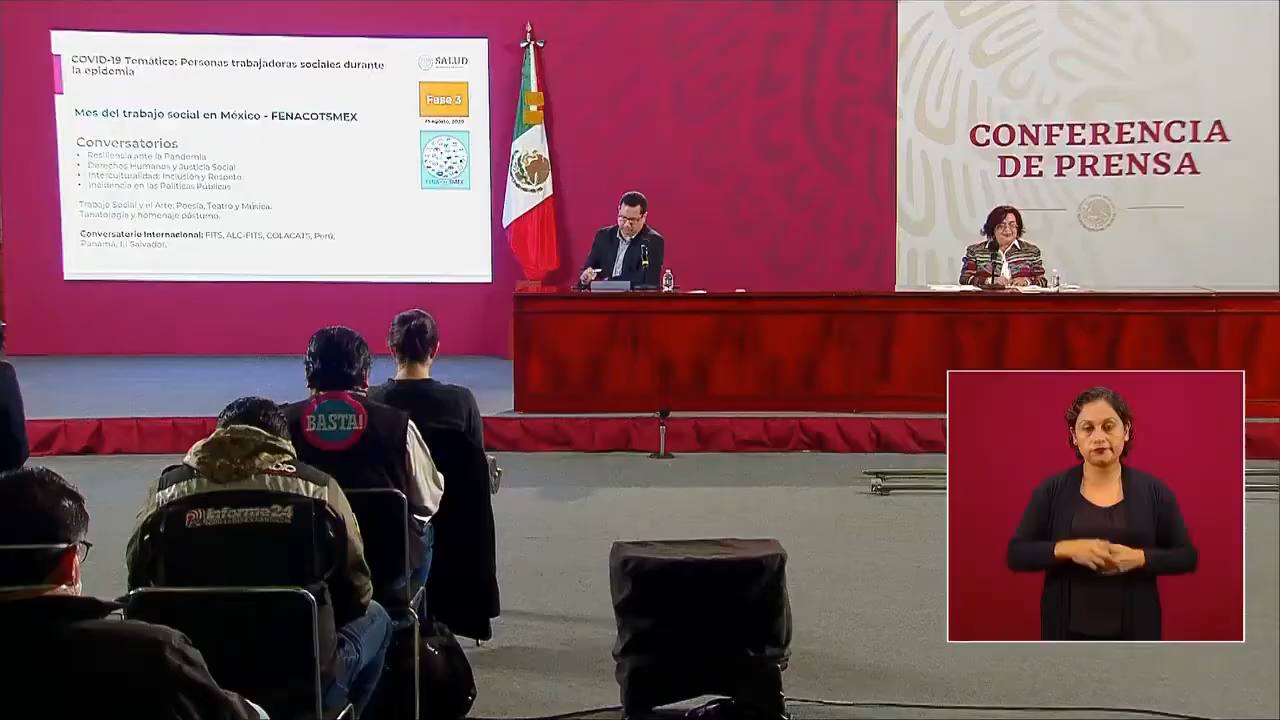 COVID-19 Temático: Personas trabajadoras sociales durante
la epidemia
SALUD
Fase 3
Mes del trabajo social en México - FENACOTSMEX
Conversatorios
• Resiliencia ante la Pandemia
• Derechos Humanos y Justicia Social
• Interculturalidad: Inclusión y Respeto
• Incidencia en las Políticas Públicas
Trabajo Social y el Arte: Poesía, Teatro y Música.
Tanatología y homenaje póstumo.
Conversatorio Internacional: FITS, ALC-FITS, COLACATS, Perú,
Panamá, El Salvador.
CONFERENCIA
DE PRENSA
BASTA!
Informe24